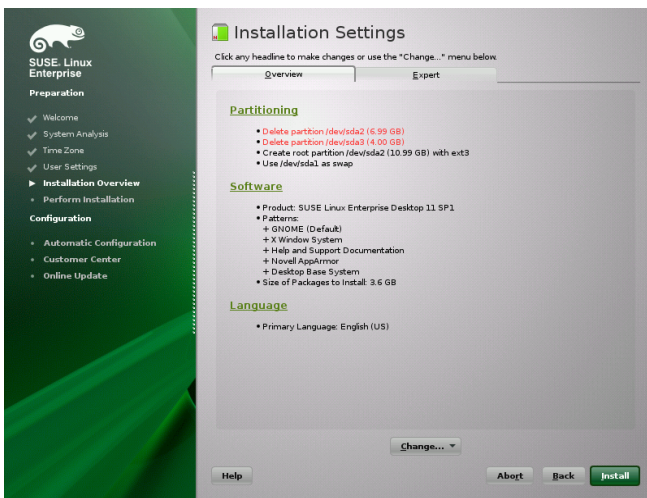 SUSE. Linux
Enterprise
Preparation
Welcome
System Analysis
Time Zone
User Settings
Installation Overview
Perform Installation
Configuration
Automatic Configuration
Customer Center
Online Update
Installation Settings
Click any headline to make changes or use the "Change..." menu below.
Overview
Expert
Partitioning
• Delete partition /dev/sda2 (6.99 GB)
• Delete partition /dev/sda3 (4.00 GB)
• Create root partition /dev/sda2 (10.99 GB) with ext3
• Use /dev/sda1 as swap
Software
• Product: SUSE Linux Enterprise Desktop 11 SP1
• Patterns:
+ GNOME (Default)
+ X Window System
+ Help and Support Documentation
+ Novell AppArmor
+ Desktop Base System
• Size of Packages to Install: 3.6 GB
Language
• Primary Language: English (US)
Change...
Help
Abort
Back
Install